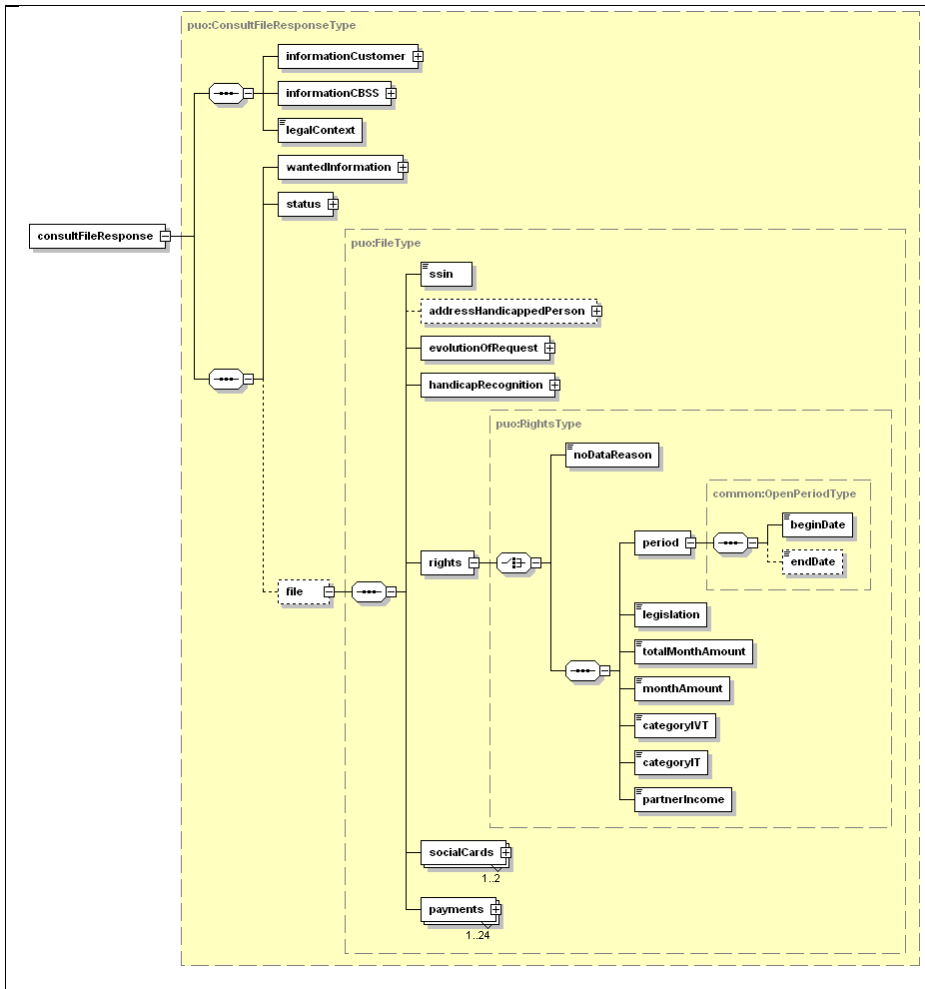 puo:ConsultFileResponseType
informationCustomer
informationCBSS
legalContext
wantedInformation
status
consultFileResponse
puo:FileType
ssin
addressHandicappedPerson
evolutionOfRequest
handicapRecognition
puo:RightsType
noDataReason
common:OpenPeriodType
beginDate
period
endDate
rights
file
legislation
totalMonthAmount
monthAmount
categoryIVT
categoryIT
partnerIncome
socialCards
1..2
payments
1..24